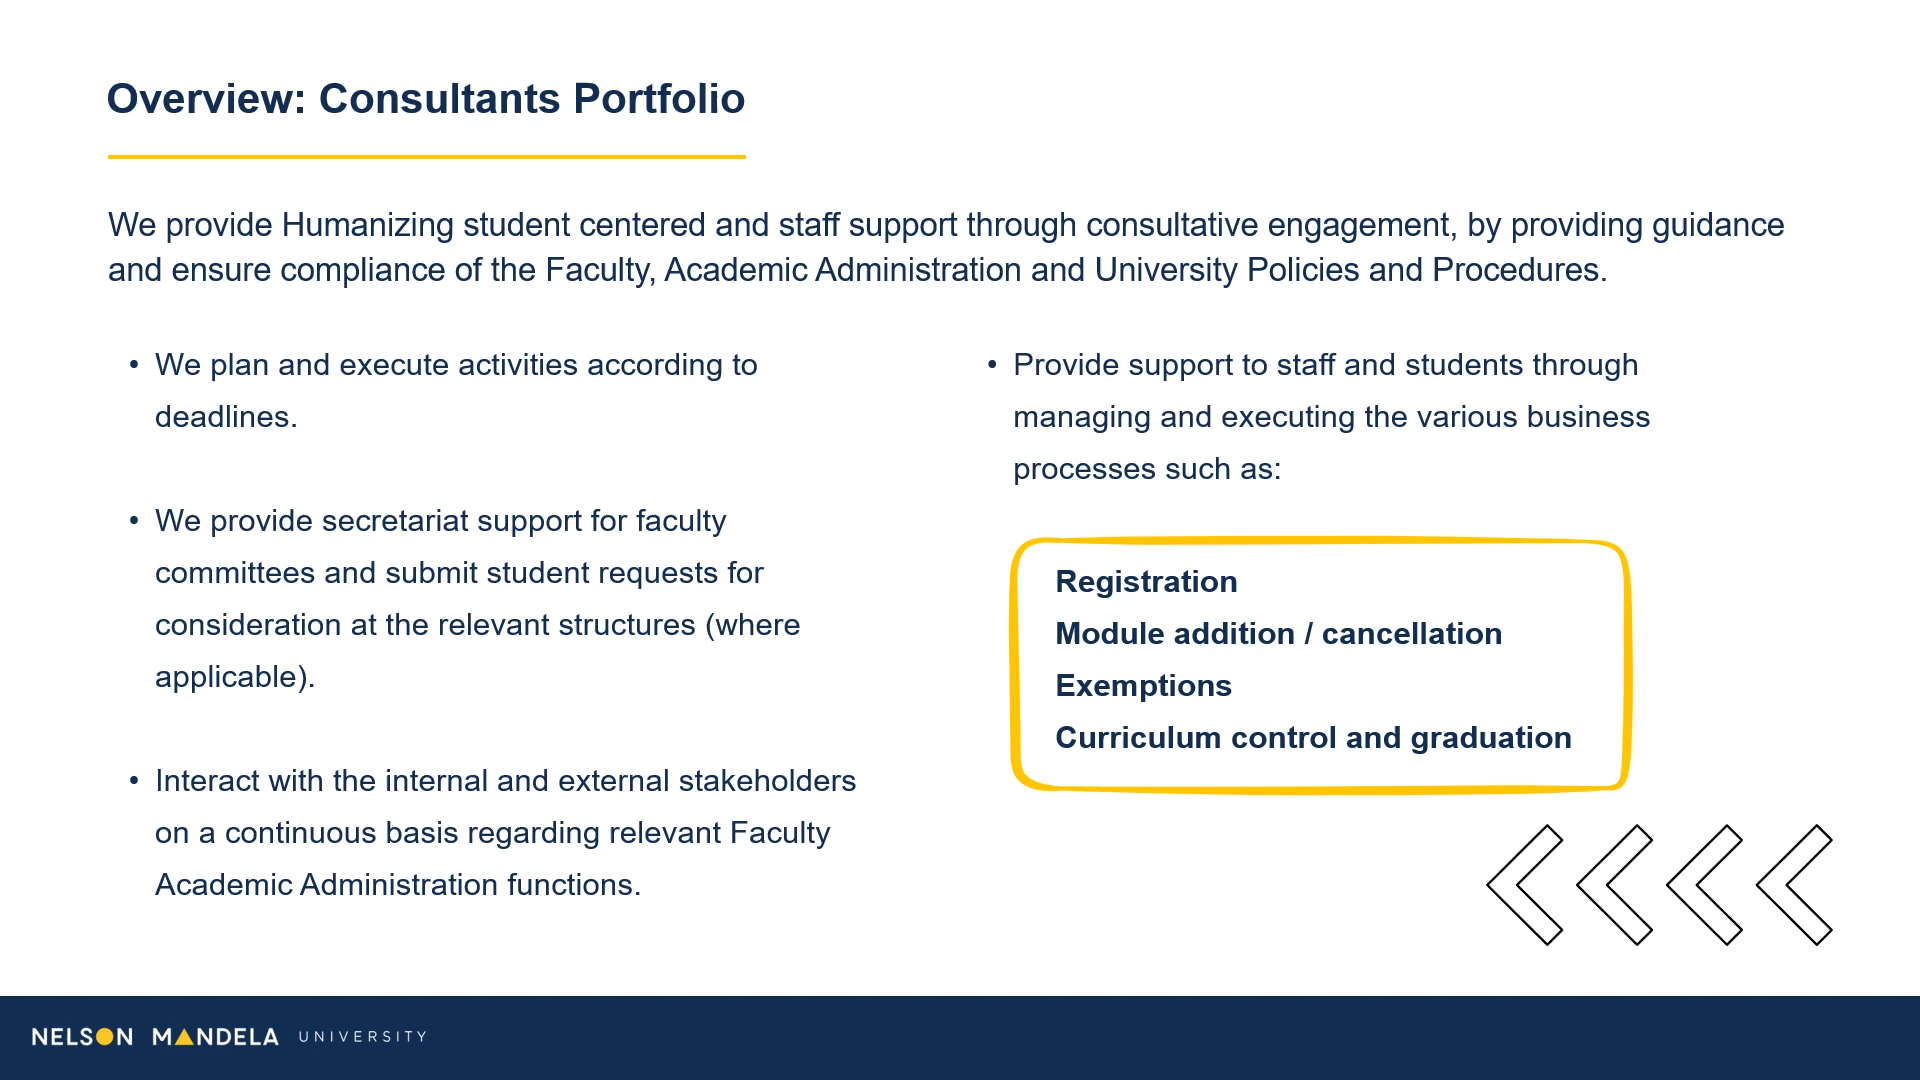 Overview: Consultants Portfolio
We provide Humanizing student centered and staff support through consultative engagement, by providing guidance
and ensure compliance of the Faculty, Academic Administration and University Policies and Procedures.
• We plan and execute activities according to
deadlines.
• We provide secretariat support for faculty
committees and submit student requests for
consideration at the relevant structures (where
applicable).
• Interact with the internal and external stakeholders
on a continuous basis regarding relevant Faculty
Academic Administration functions.
• Provide support to staff and students through
managing and executing the various business
processes such as:
Registration
Module addition / cancellation
Exemptions
Curriculum control and graduation
NELSON MANDELA UNIVERSITY